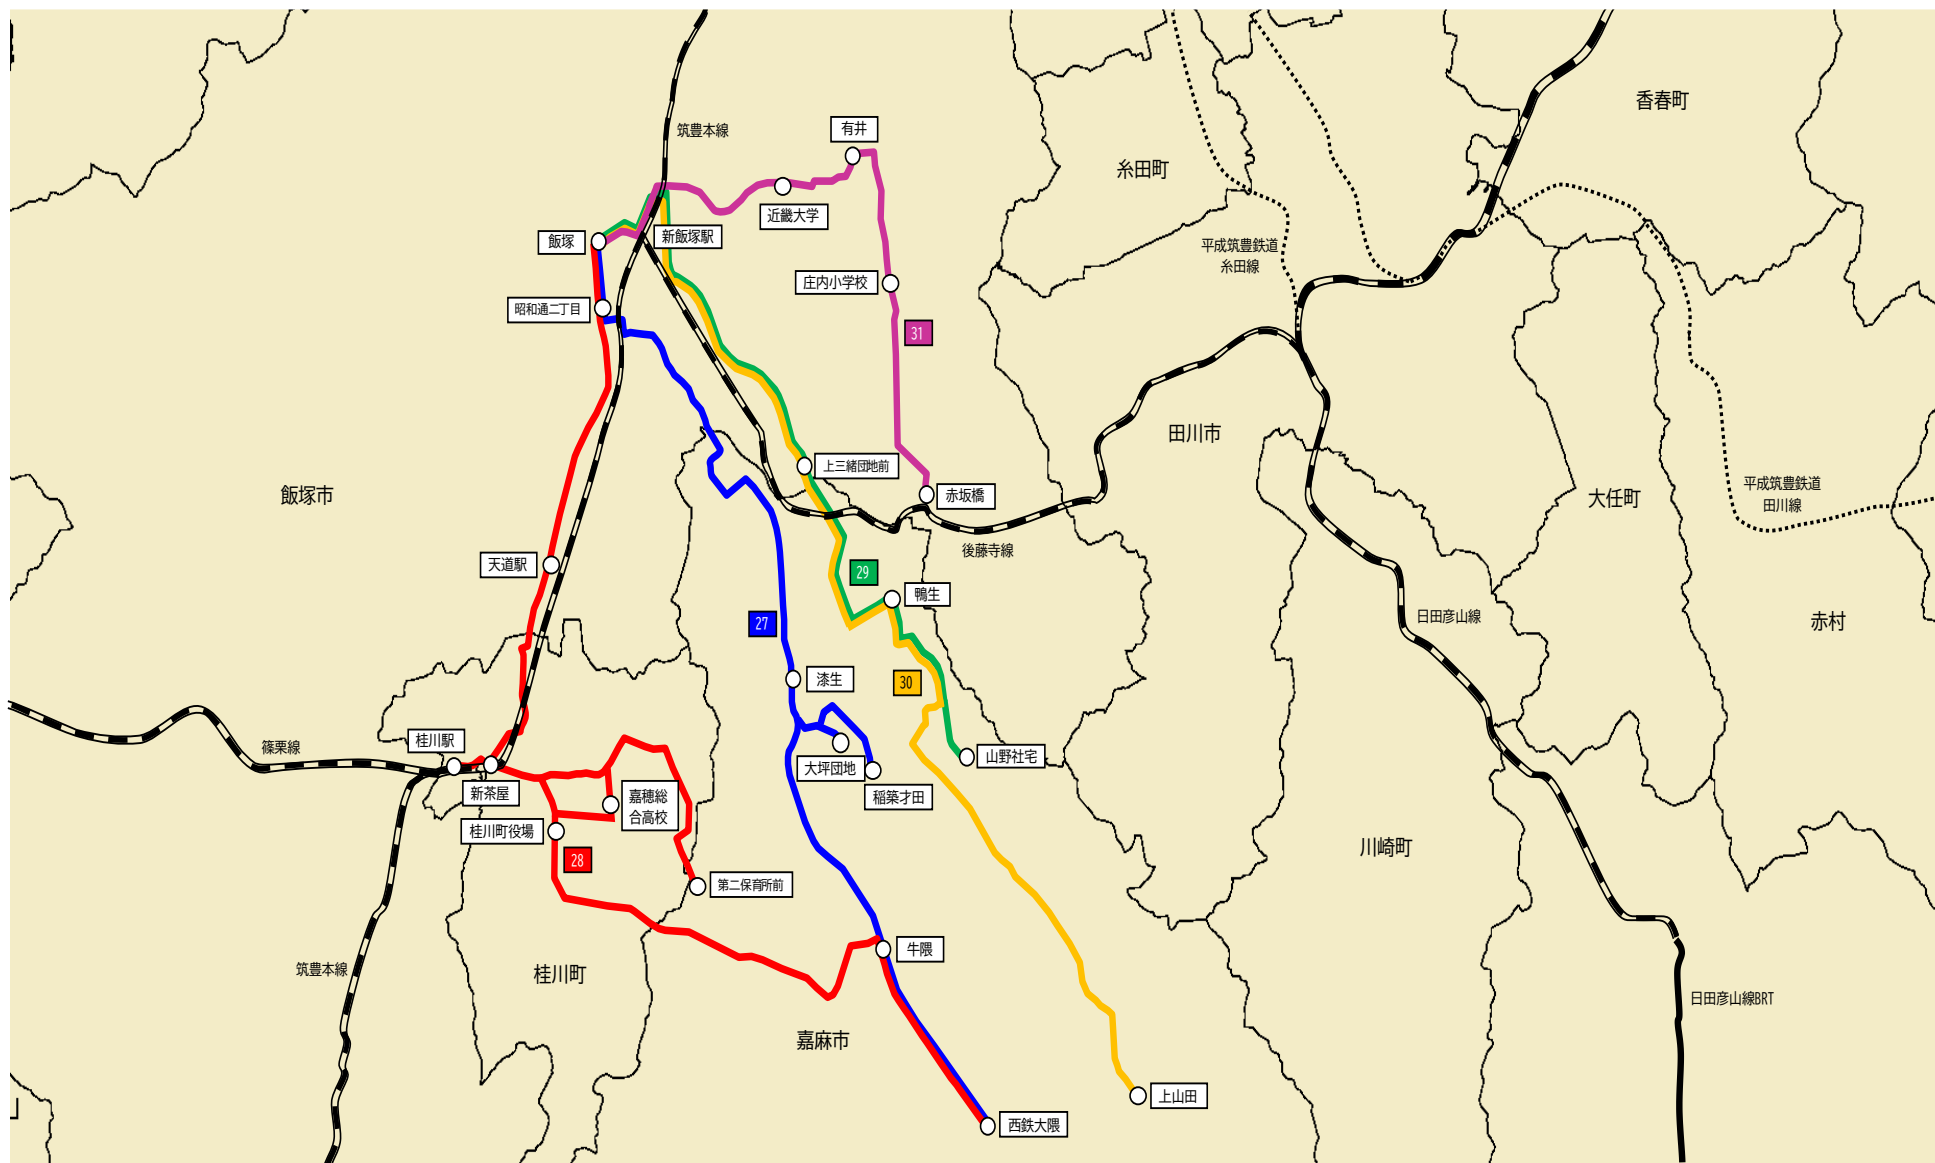 香春町
筑豊本線
有井
糸田町
近畿大学
飯塚
新飯塚駅
平成筑豊鉄道
糸田線
庄内小学校
昭和通二丁目
31
田川市
上三緒団地前
飯塚市
赤坂橋
大任町
平成筑豊鉄道
田川線
後藤寺線
天道駅
29
鴨生
27
日田彦山線
赤村
漆生
30
桂川駅
篠栗線
山野社宅
大坪団地
新茶屋
稲築才田
嘉穂総
合高校
桂川町役場
28
川崎町
第二保育所前
牛隈
筑豊本線
桂川町
日田彦山線BRT
嘉麻市
上山田
西鉄大隈